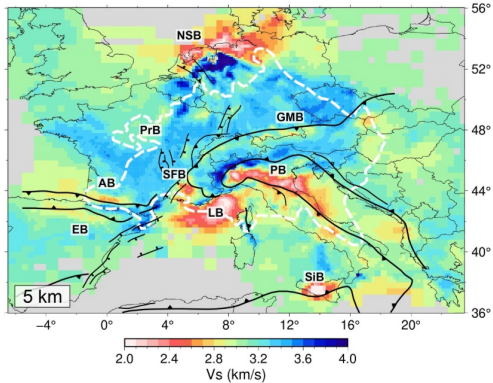 56°
NSB
52°
GMB
PrB
48°
SFB
PB
AB
44°
LB
EB
40°
SiB
5 km
36°
−4° 0° 4° 8° 12° 16° 20°
2.0 2.4 2.8 3.2 3.6 4.0
Vs (km/s)